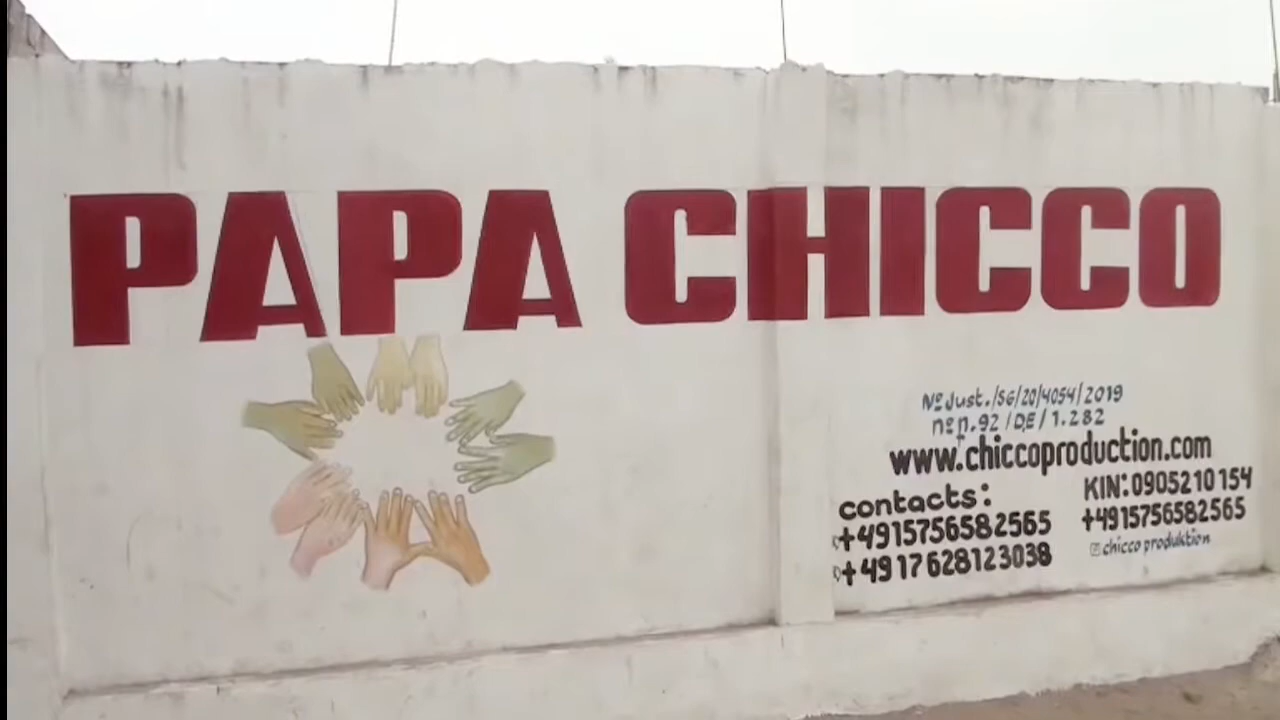 PAPA CHICCO
Nº Just./SG/20/4054/2019
nº п.92 /DE/1.282
www.chiccoproduction.com
contacts:
+4915756582565
+4917628123038
KIN:0905210154
+4915756582565
chicco produktion